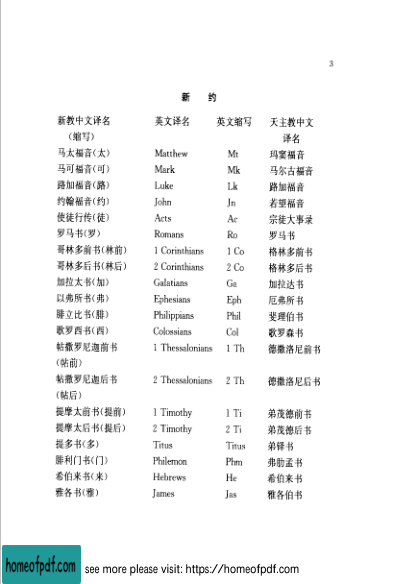 3
新 约
新教中文译名 英文译名 英文缩写 天主教中文
（缩写） 译名
马太福音(太) Matthew Mt 玛窦福音
马可福音(可) Mark Mk 马尔古福音
路加福音(路) Luke Lk 路加福音
约翰福音(约) John Jn 若望福音
使徒行传(徒) Acts Ac 宗徒大事录
罗马书(罗) Romans Ro 罗马书
哥林多前书(林前) 1 Corinthians 1 Co 格林多前书
哥林多后书(林后) 2 Corinthians 2 Co 格林多后书
加拉太书(加) Galatians Ga 加拉达书
以弗所书(弗) Ephesians Eph 厄弗所书
腓立比书(腓) Philippians Phil 斐理伯书
歌罗西书(西) Colossians Col 歌罗森书
帖撒罗尼迦前书 1 Thessalonians 1 Th 德撒洛尼前书
(帖前)
帖撒罗尼迦后书 2 Thessalonians 2 Th 德撒洛尼后书
(帖后)
提摩太前书(提前) 1 Timothy 1 Ti 弟茂德前书
提摩太后书(提后) 2 Timothy 2 Ti 弟茂德后书
提多书(多) Titus Titus 弟铎书
腓利门书(门) Philemon Phm 弗肋孟书
希伯来书(来) Hebrews He 希伯来书
雅各书(雅) James Jas 雅各伯书
homeofpdf.com see more please visit: https://homeofpdf.com